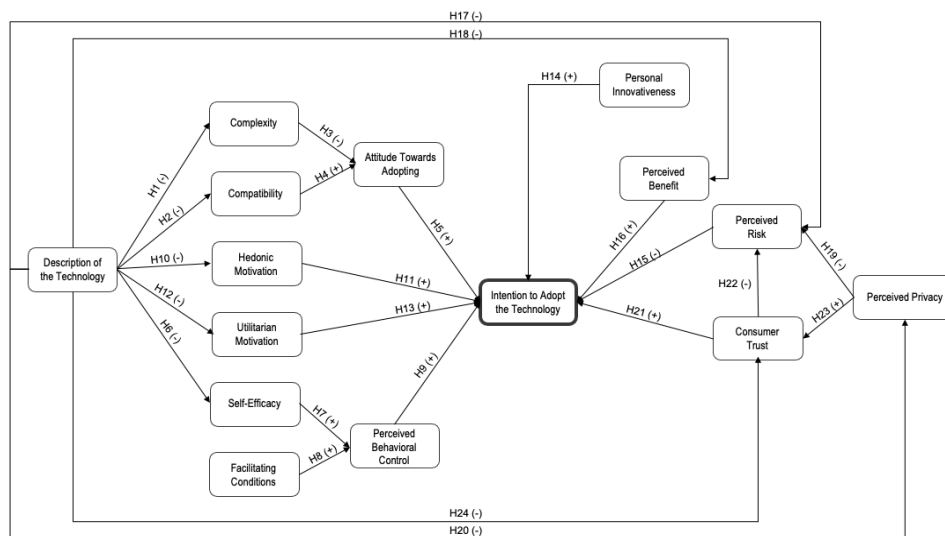 H17 (-)
H18 (-)
H14 (+)
Personal
Innovativeness
Complexity
H3 (-)
Attitude Towards
Adopting
H1 (-)
H4 (+)
Compatibility
H2 (-)
Perceived
Benefit
H5 (+)
H16 (+)
Perceived
Risk
H19 (-)
Description of
the Technology
H10 (-)
Hedonic
Motivation
H11 (+)
H15 (-)
Intention to Adopt
the Technology
H22 (-)
Perceived Privacy
H12 (-)
H13 (+)
Utilitarian
Motivation
H21 (+)
Consumer
Trust
H23 (+)
H6 (-)
H9 (+)
Self-Efficacy
H7 (+)
Perceived
Behavioral
Control
H8 (+)
Facilitating
Conditions
H24 (-)
H20 (-)